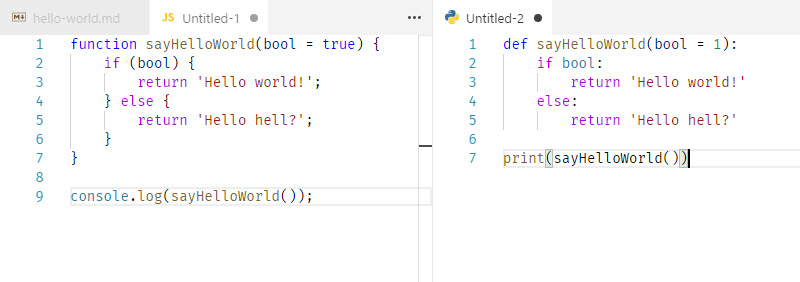 hello-world.md
JS Untitled-1
1 function sayHelloWorld(bool = true) {
2 if (bool) {
3 return 'Hello world!';
4 } else {
5 return 'Hello hell?';
6 }
7 }
8
9 console.log(sayHelloWorld());
Untitled-2
1 def sayHelloWorld(bool = 1):
2 if bool:
3 return 'Hello world!'
4 else:
5 return 'Hello hell?'
6
7 print(sayHelloWorld())